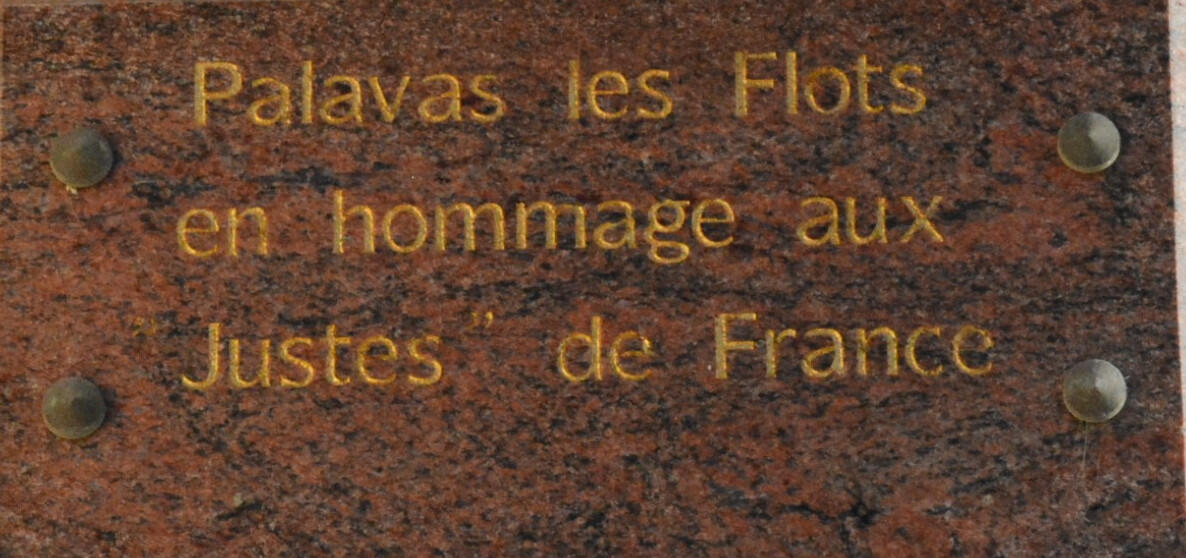 Palavas les Flots
en hommage aux
"Justes" de France